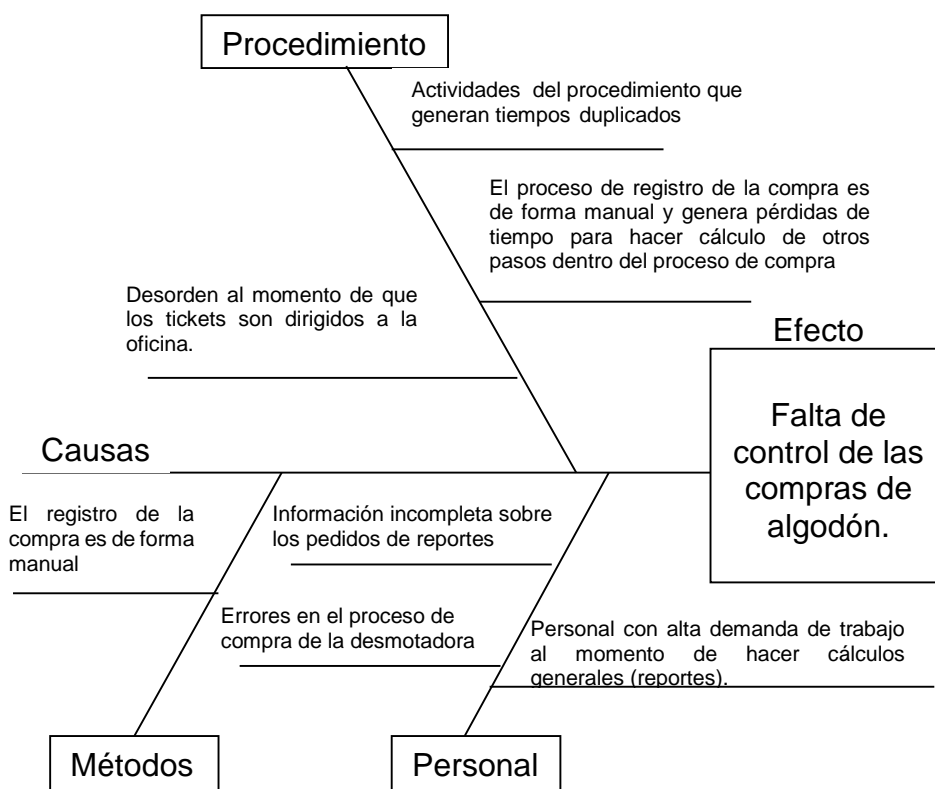 Procedimiento
Actividades del procedimiento que
generan tiempos duplicados
El proceso de registro de la compra es
de forma manual y genera pérdidas de
tiempo para hacer cálculo de otros
pasos dentro del proceso de compra
Desorden al momento de que
los tickets son dirigidos a la
oficina.
Efecto
Falta de
control de las
compras de
algodón.
Causas
El registro de la
compra es de forma
manual
Información incompleta sobre
los pedidos de reportes
Errores en el proceso de
compra de la desmotadora
Personal con alta demanda de trabajo
al momento de hacer cálculos
generales (reportes).
Métodos
Personal